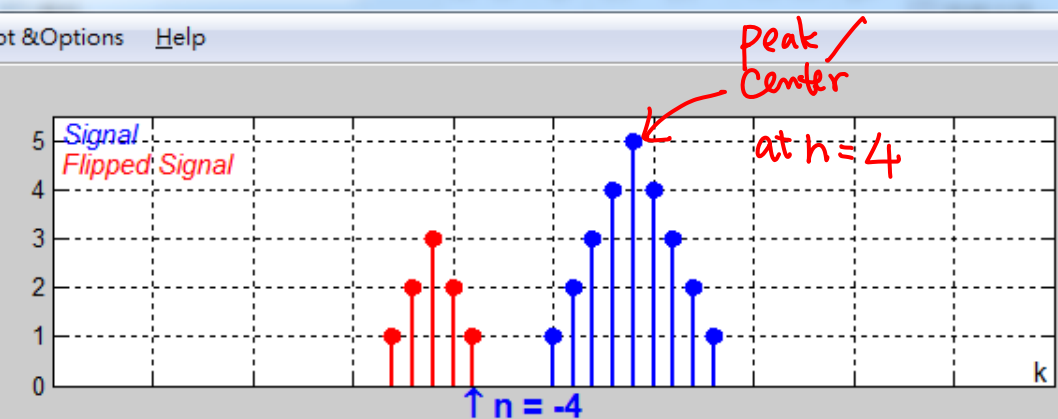 ot &Options Help
peak /
Center
at n = 4
Signal
Flipped Signal
5
4
3
2
1
0
k
↑ n = -4